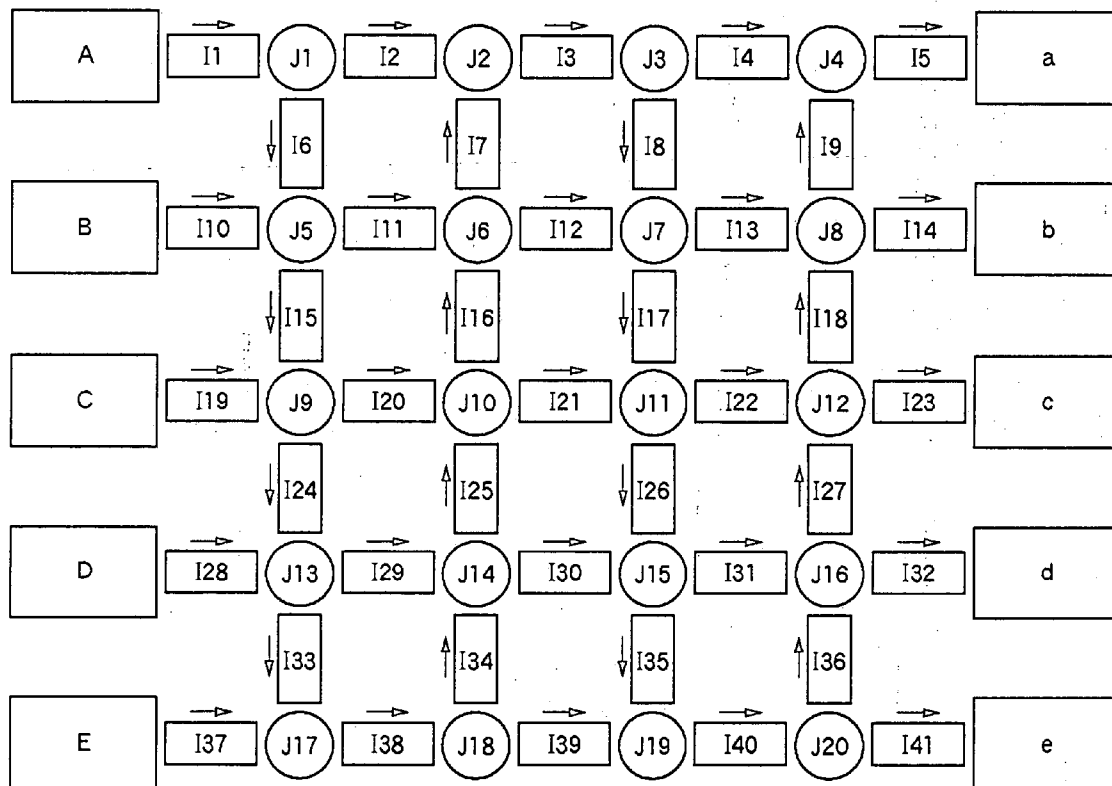 A I1 J1 I2 J2 I3 J3 I4 J4 I5 a
I6 I7 I8 I9
B I10 J5 I11 J6 I12 J7 I13 J8 I14 b
I15 I16 I17 I18
C I19 J9 I20 J10 I21 J11 I22 J12 I23 c
I24 I25 I26 I27
D I28 J13 I29 J14 I30 J15 I31 J16 I32 d
I33 I34 I35 I36
E I37 J17 I38 J18 I39 J19 I40 J20 I41 e